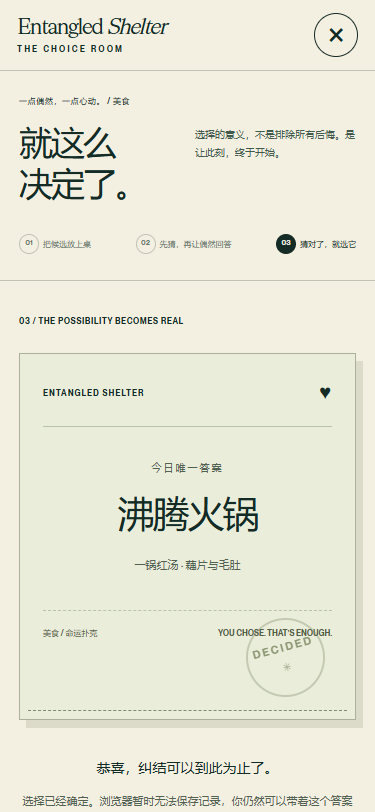 Entangled Shelter
THE CHOICE ROOM
×
一点偶然，一点心动。 / 美食
就这么
决定了。
选择的意义，不是排除所有后悔。是
让此刻，终于开始。
01 把候选放上桌
02 先猜，再让偶然回答
03 猜对了，就选它
03 / THE POSSIBILITY BECOMES REAL
ENTANGLED SHELTER ♥
今日唯一答案
沸腾火锅
一锅红汤 · 藕片与毛肚
美食 / 命运扑克
YOU CHOSE. THAT'S ENOUGH.
DECIDED
恭喜，纠结可以到此为止了。
选择已经确定。浏览器暂时无法保存记录，你仍然可以带着这个答案